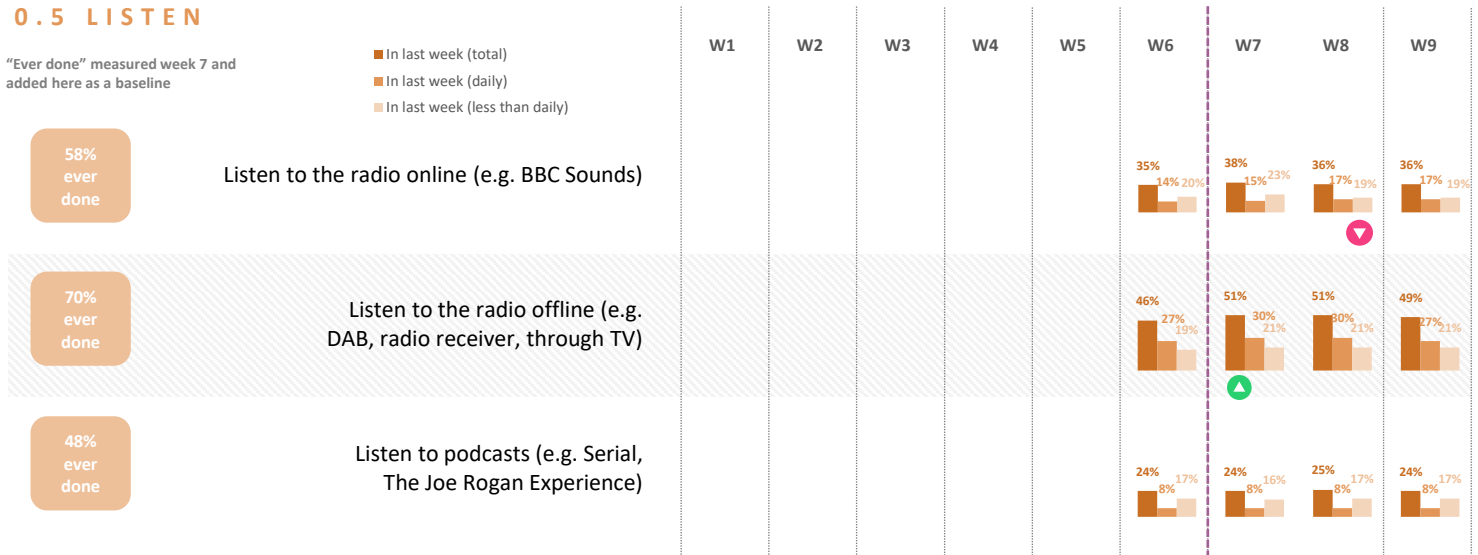 0.5 LISTEN
"Ever done" measured week 7 and
added here as a baseline
In last week (total)
In last week (daily)
In last week (less than daily)
W1 W2 W3 W4 W5 W6 W7 W8 W9
58%
ever
done
Listen to the radio online (e.g. BBC Sounds)
35% 14% 20%
38% 15% 23%
36% 17% 19%
36% 17% 19%
70%
ever
done
Listen to the radio offline (e.g.
DAB, radio receiver, through TV)
46% 27% 19%
51% 30% 21%
51% 30% 21%
49% 27% 21%
48%
ever
done
Listen to podcasts (e.g. Serial,
The Joe Rogan Experience)
24% 8% 17%
24% 8% 16%
25% 8% 17%
24% 8% 17%